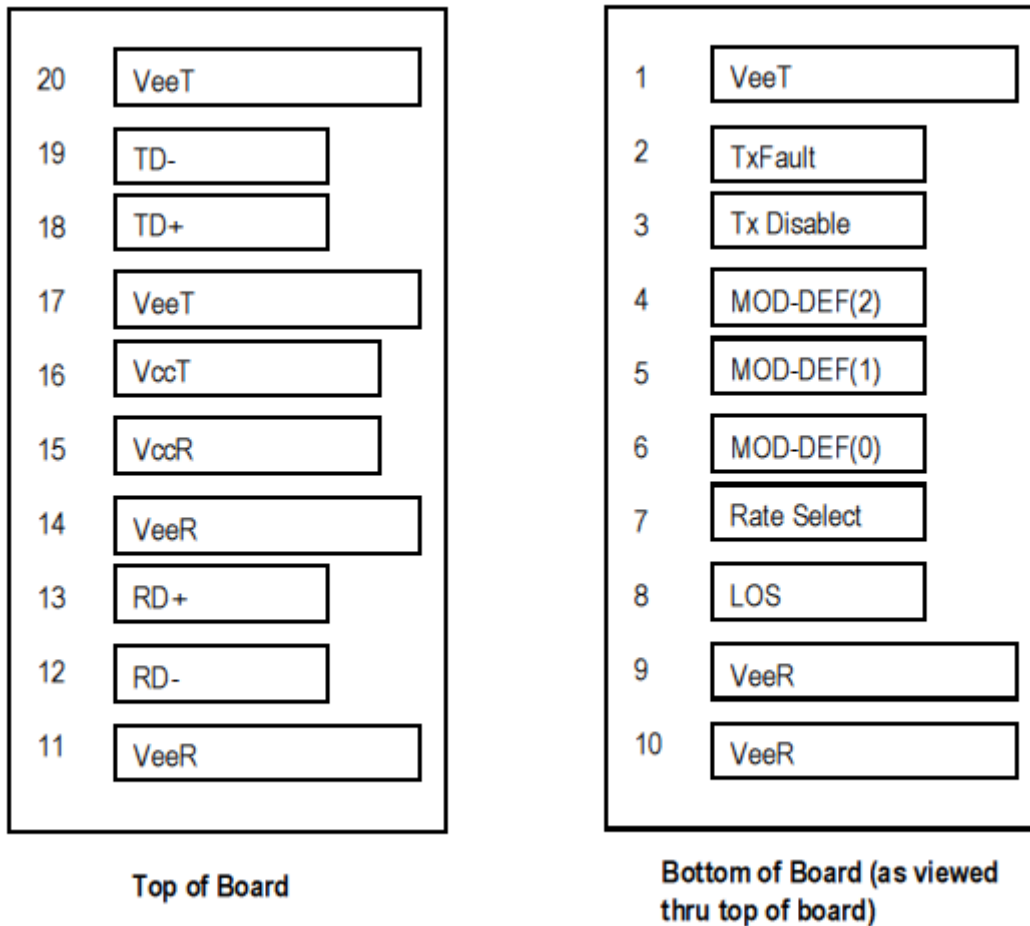 20 VeeT
19 TD-
18 TD+
17 VeeT
16 VccT
15 VccR
14 VeeR
13 RD+
12 RD-
11 VeeR
Top of Board
1 VeeT
2 TxFault
3 Tx Disable
4 MOD-DEF(2)
5 MOD-DEF(1)
6 MOD-DEF(0)
7 Rate Select
8 LOS
9 VeeR
10 VeeR
Bottom of Board (as viewed
thru top of board)